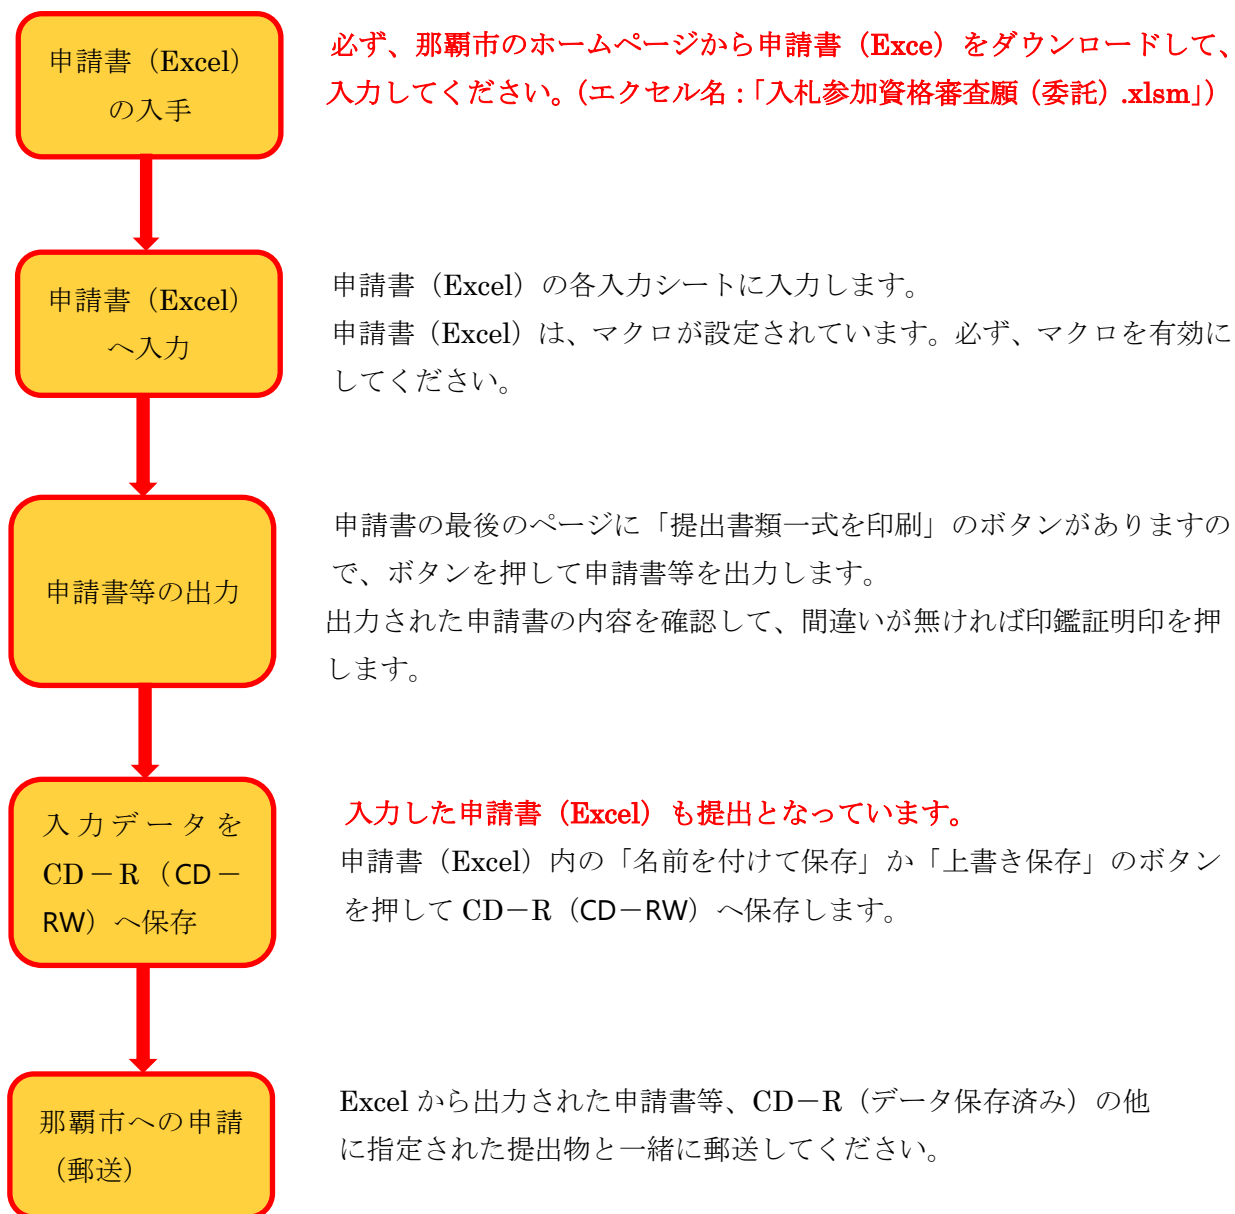 申請書（Excel）
の入手
必ず、那覇市のホームページから申請書（Exce）をダウンロードして、
入力してください。（エクセル名：「入札参加資格審査願（委託）.xlsm」）
申請書（Excel）
へ入力
申請書（Excel）の各入力シートに入力します。
申請書（Excel）は、マクロが設定されています。必ず、マクロを有効に
してください。
申請書等の出力
申請書の最後のページに「提出書類一式を印刷」のボタンがありますの
で、ボタンを押して申請書等を出力します。
出力された申請書の内容を確認して、間違いが無ければ印鑑証明印を押
します。
入力データを
CD－R（CD－
RW）へ保存
入力した申請書（Excel）も提出となっています。
申請書（Excel）内の「名前を付けて保存」か「上書き保存」のボタン
を押して CD－R（CD－RW）へ保存します。
那覇市への申請
（郵送）
Excel から出力された申請書等、CD－R（データ保存済み）の他
に指定された提出物と一緒に郵送してください。